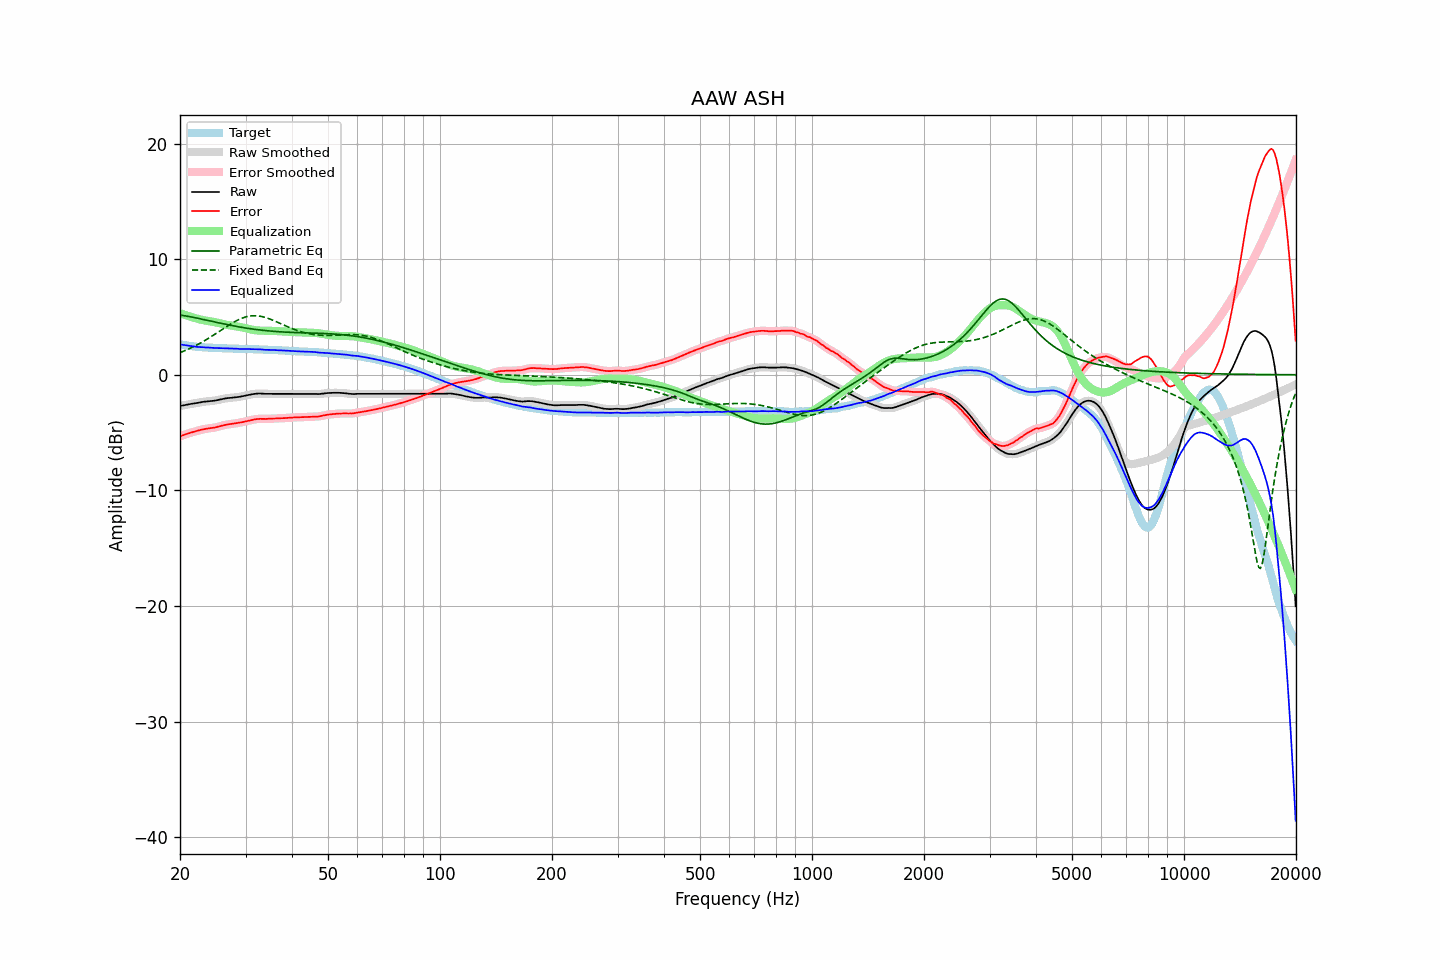 AAW ASH
Target
Raw Smoothed
Error Smoothed
Raw
Error
Equalization
Parametric Eq
Fixed Band Eq
Equalized
20
10
0
−10
−20
−30
−40
Amplitude (dBr)
20 50 100 200 500 1000 2000 5000 10000 20000
Frequency (Hz)